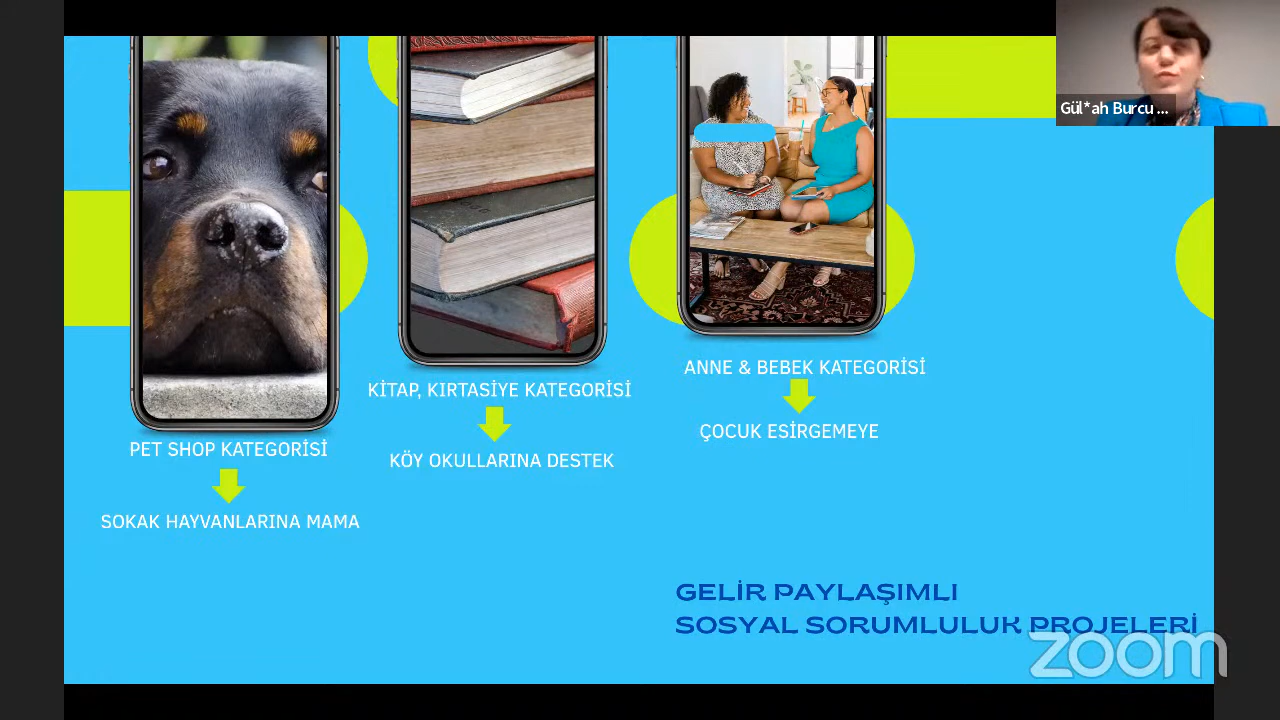 Gül*ah Burcu ...
PET SHOP KATEGORİSİ
SOKAK HAYVANLARINA MAMA
KİTAP, KIRTASİYE KATEGORİSİ
KÖY OKULLARINA DESTEK
ANNE & BEBEK KATEGORİSİ
ÇOCUK ESİRGEMEYE
GELİR PAYLAŞIMLI
SOSYAL SORUMLULUK PROJELERİ
zoom